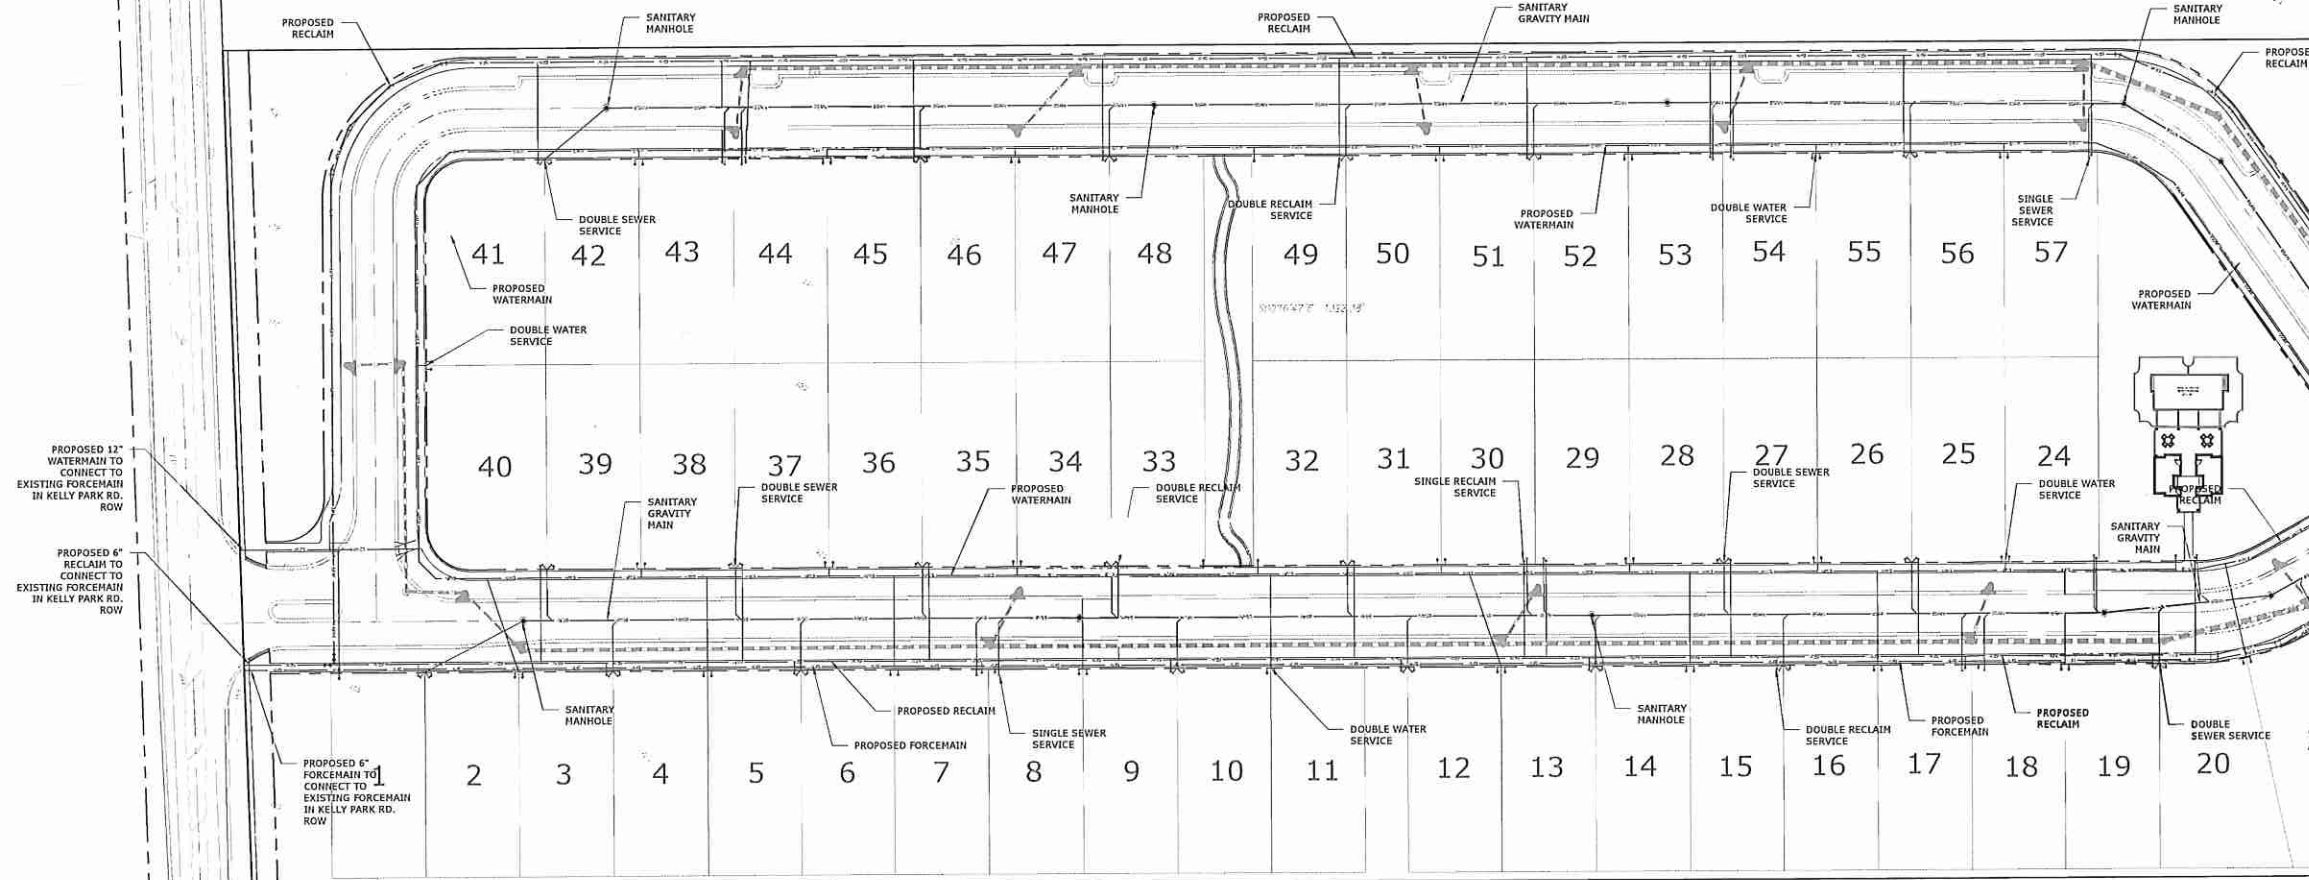 PROPOSED
RECLAIM
SANITARY
MANHOLE
PROPOSED
RECLAIM
SANITARY
GRAVITY MAIN
SANITARY
MANHOLE
PROPOSE
RECLAIM
DOUBLE SEWER
SERVICE
SANITARY
MANHOLE
DOUBLE RECLAIM
SERVICE
PROPOSED
WATERMAIN
DOUBLE WATER
SERVICE
SINGLE
SEWER
SERVICE
41 42 43 44 45 46 47 48 49 50 51 52 53 54 55 56 57
PROPOSED
WATERMAIN
PROPOSED
WATERMAIN
DOUBLE WATER
SERVICE
40 39 38 37 36 35 34 33 32 31 30 29 28 27 26 25 24
PROPOSED 12"
WATERMAIN TO
CONNECT TO
EXISTING FORCEMAIN
IN KELLY PARK RD.
ROW
SANITARY
GRAVITY
MAIN
DOUBLE SEWER
SERVICE
PROPOSED
WATERMAIN
DOUBLE RECLAIM
SERVICE
SINGLE RECLAIM
SERVICE
DOUBLE SEWER
SERVICE
DOUBLE WATER
SERVICE
PROPOSED
RECLAIM
SANITARY
GRAVITY
MAIN
PROPOSED 6"
RECLAIM TO
CONNECT TO
EXISTING FORCEMAIN
IN KELLY PARK RD.
ROW
SANITARY
MANHOLE
PROPOSED RECLAIM
PROPOSED FORCEMAIN
SINGLE SEWER
SERVICE
DOUBLE WATER
SERVICE
SANITARY
MANHOLE
DOUBLE RECLAIM
SERVICE
PROPOSED
FORCEMAIN
PROPOSED
RECLAIM
DOUBLE
SEWER SERVICE
PROPOSED 6"
FORCEMAIN TO
CONNECT TO
EXISTING FORCEMAIN
IN KELLY PARK RD.
ROW
1 2 3 4 5 6 7 8 9 10 11 12 13 14 15 16 17 18 19 20